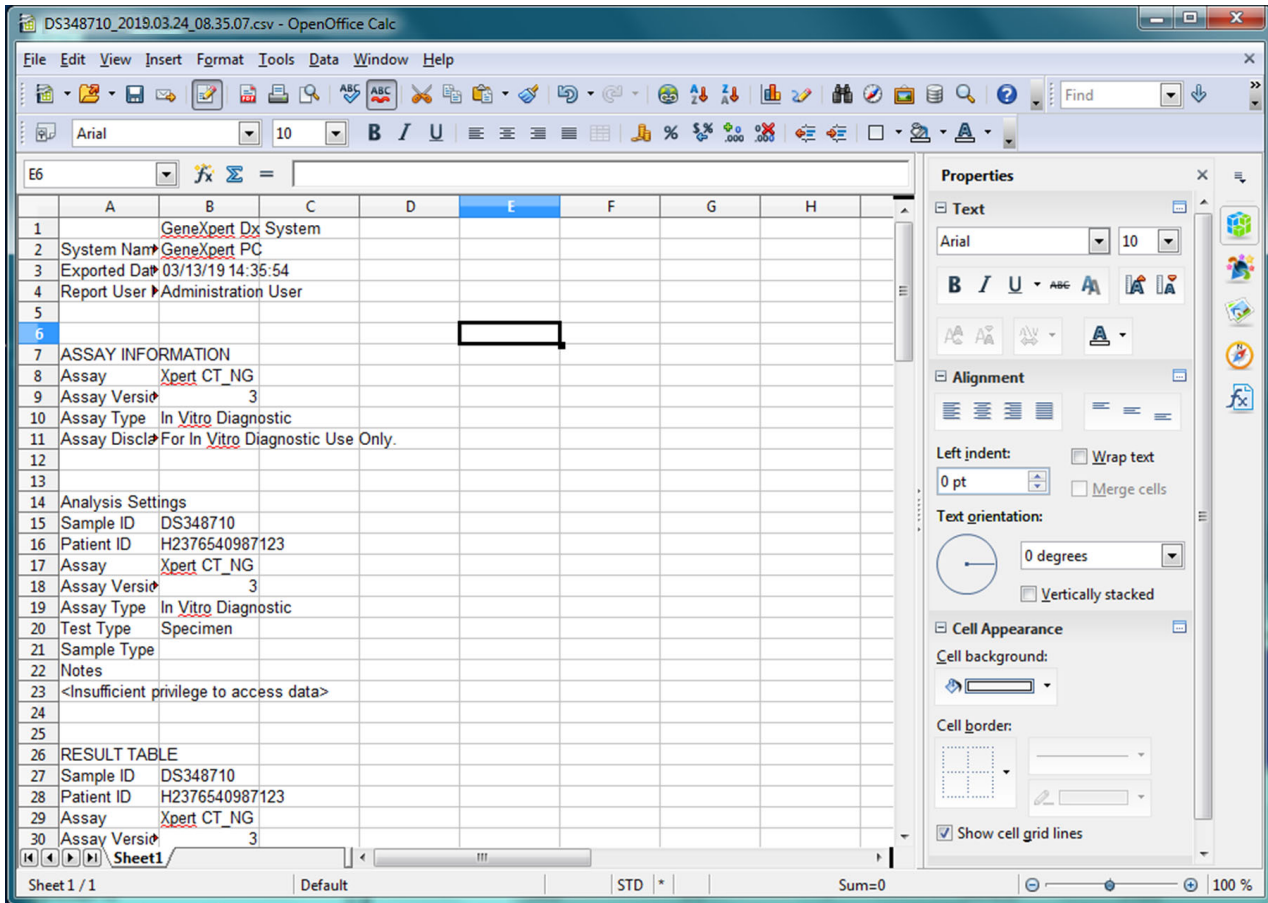 DS348710_2019.03.24_08.35.07.csv - OpenOffice Calc
File Edit View Insert Format Tools Data Window Help
Find
Arial 10 B I U
E6
A B C D E F G H
1 GeneXpert Dx System
2 System Nam GeneXpert PC
3 Exported Dat 03/13/19 14:35:54
4 Report User Administration User
5
6
7 ASSAY INFORMATION
8 Assay Xpert CT_NG
9 Assay Versio 3
10 Assay Type In Vitro Diagnostic
11 Assay Discla For In Vitro Diagnostic Use Only.
12
13
14 Analysis Settings
15 Sample ID DS348710
16 Patient ID H2376540987123
17 Assay Xpert CT_NG
18 Assay Versio 3
19 Assay Type In Vitro Diagnostic
20 Test Type Specimen
21 Sample Type
22 Notes
23 <Insufficient privilege to access data>
24
25
26 RESULT TABLE
27 Sample ID DS348710
28 Patient ID H2376540987123
29 Assay Xpert CT_NG
30 Assay Versio 3
Sheet1
Sheet 1 / 1 Default STD * Sum=0 100 %
Properties
Text
Arial 10
B I U ABC
Alignment
Left indent:
Wrap text
0 pt
Merge cells
Text orientation:
0 degrees
Vertically stacked
Cell Appearance
Cell background:
Cell border:
Show cell grid lines